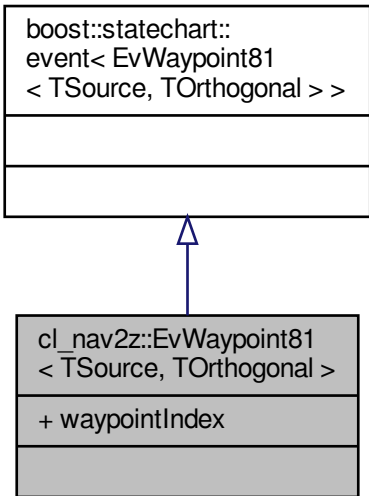 boost::statechart::
event< EvWaypoint81
< TSource, TOrthogonal > >
cl_nav2z::EvWaypoint81
< TSource, TOrthogonal >
+ waypointIndex